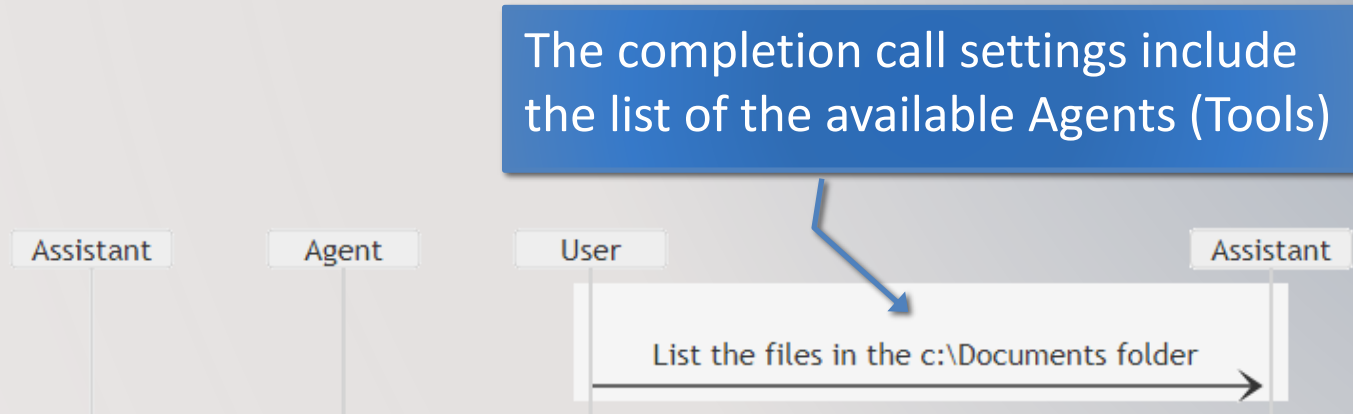 The completion call settings include
the list of the available Agents (Tools)
Assistant
Agent
User
Assistant
List the files in the c:\Documents folder